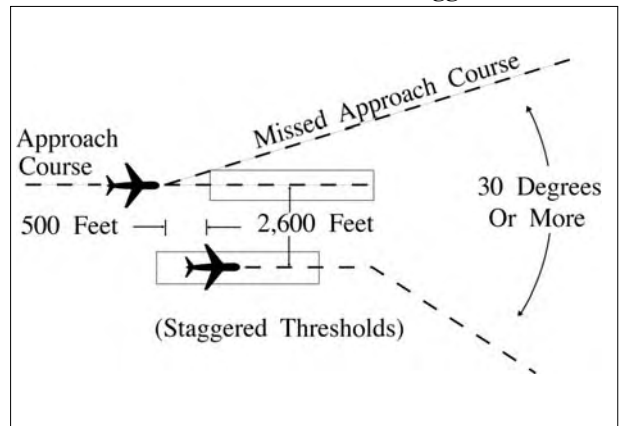 Missed Approach Course
Approach
Course
30 Degrees
Or More
500 Feet
2,600 Feet
(Staggered Thresholds)